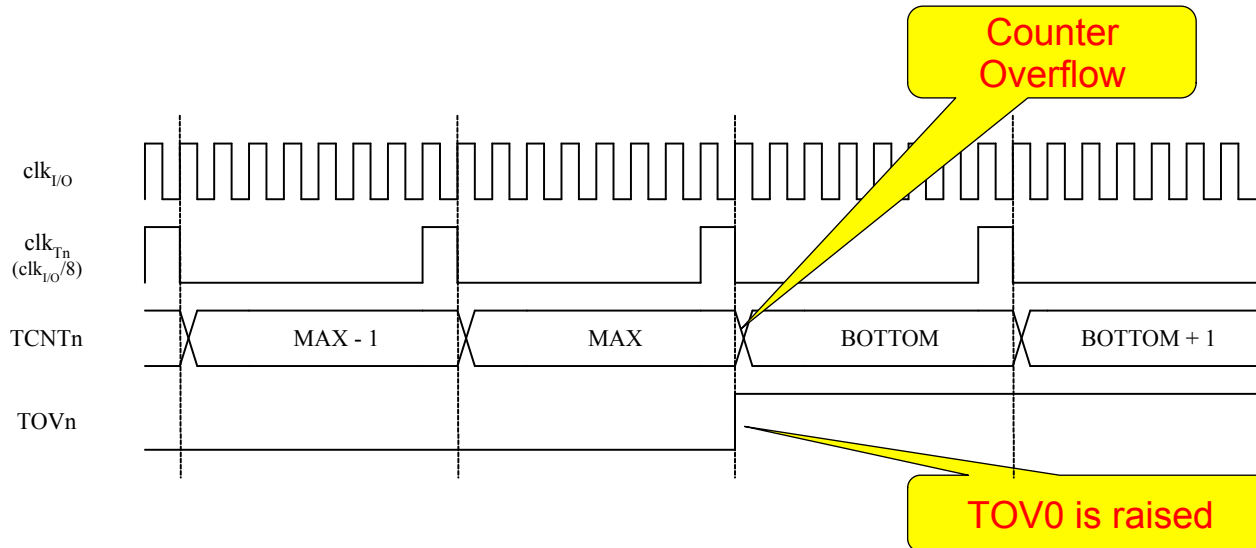 Counter
Overflow
clkI/O
clkTn
(clkI/O/8)
TCNTn
MAX - 1
MAX
BOTTOM
BOTTOM + 1
TOVn
TOV0 is raised